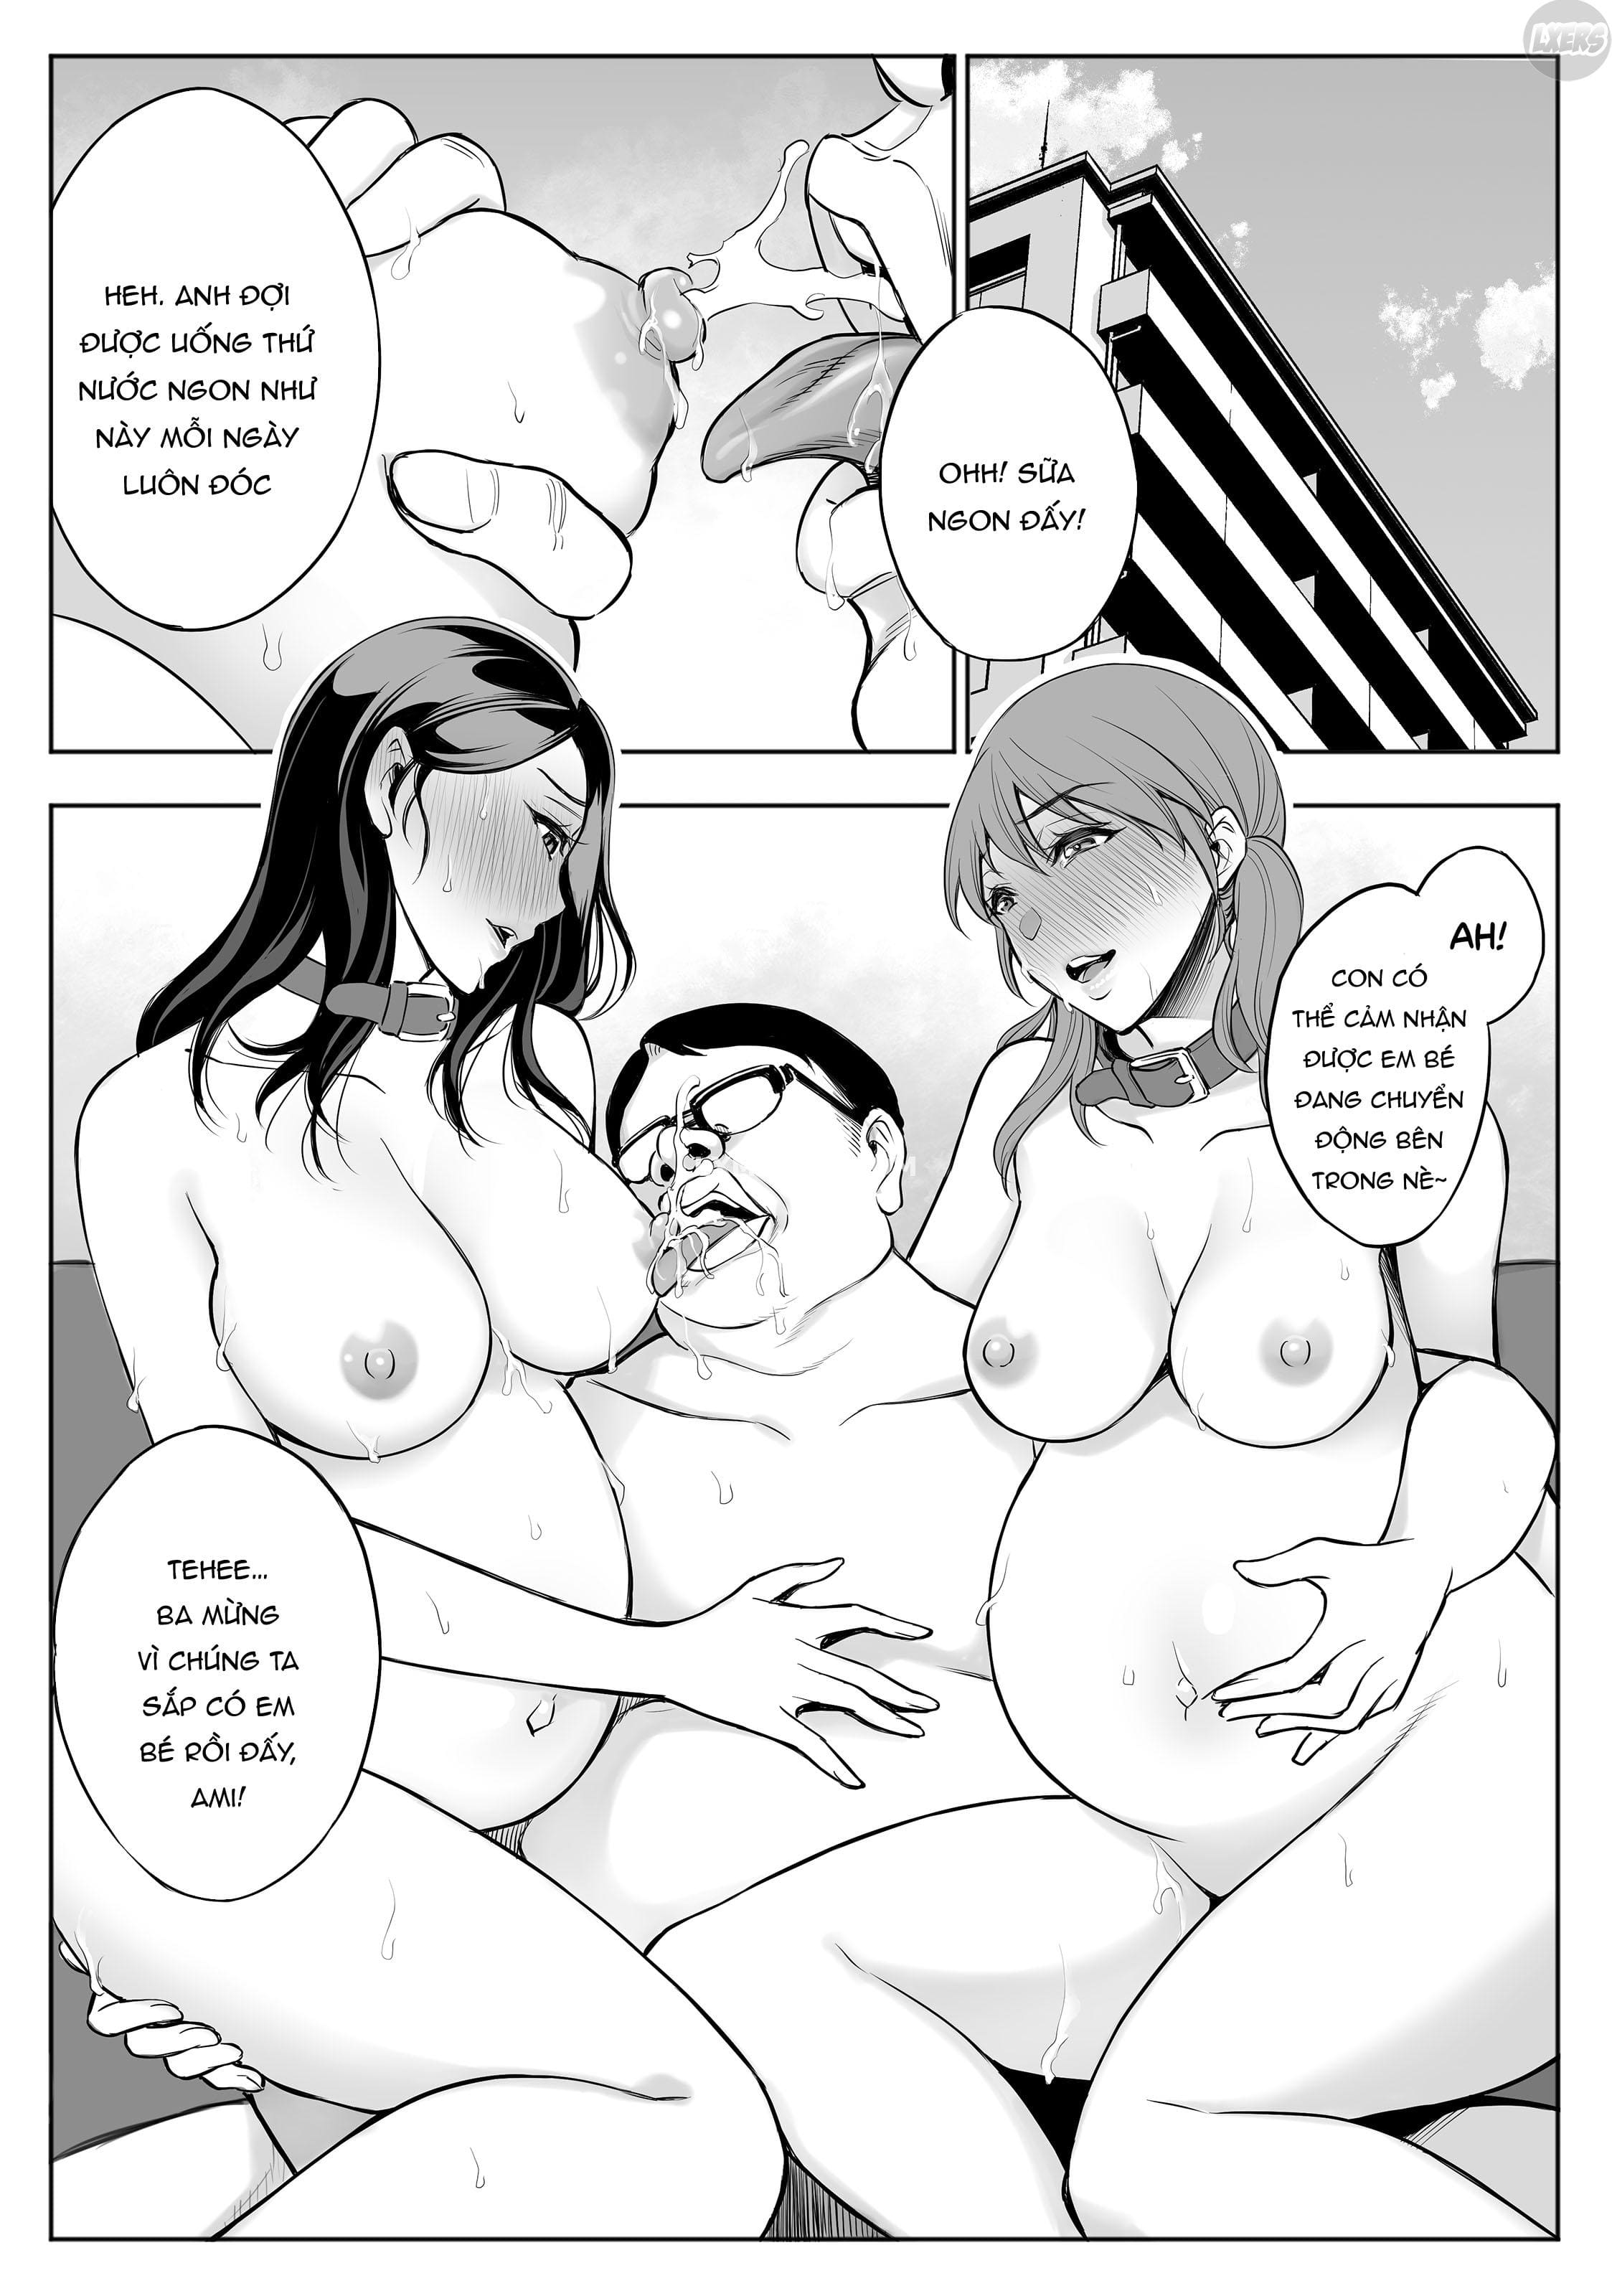 LXERS
OHH! SỮA
NGON ĐẤY!
HEH. ANH ĐỢI
ĐƯỢC UỐNG THỨ
NƯỚC NGON NHƯ
NÀY MỖI NGÀY
LUÔN ĐÓC
AH!
CON CÓ
THỂ CẢM NHẬN
ĐƯỢC EM BÉ
ĐANG CHUYỂN
ĐỘNG BÊN
TRONG NÈ~
TEHEE...
BA MỪNG
VÌ CHÚNG TA
SẮP CÓ EM
BÉ RỒI ĐẤY,
AMI!